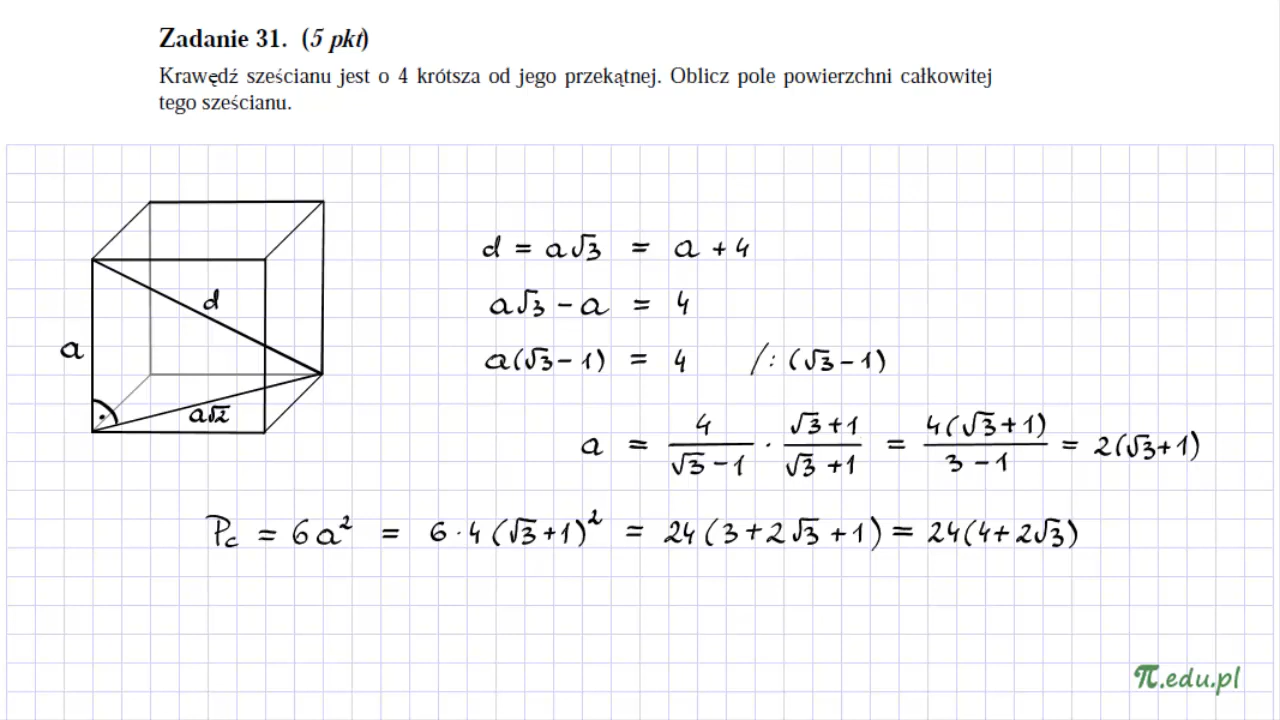 Zadanie 31. (5 pkt)
Krawędź sześcianu jest o 4 krótsza od jego przekątnej. Oblicz pole powierzchni całkowitej
tego sześcianu.
d = a√3 = a + 4
d
a√3 - a = 4
a
a(√3 - 1) = 4 /: (√3 - 1)
a√2
a = 4/(√3 - 1) · (√3 + 1)/(√3 + 1) = 4(√3 + 1)/(3 - 1) = 2(√3 + 1)
Pc = 6a² = 6 · 4(√3 + 1)² = 24(3 + 2√3 + 1) = 24(4 + 2√3)
π.edu.pl